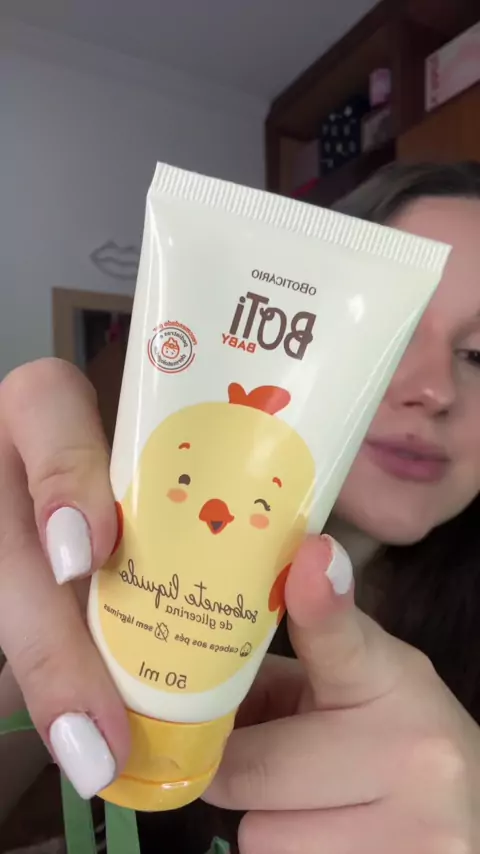 oBOTICÁRIO
BOTi
BABY
sabonete líquido
de glicerina
cabeça aos pés
sem lágrimas
50 ml